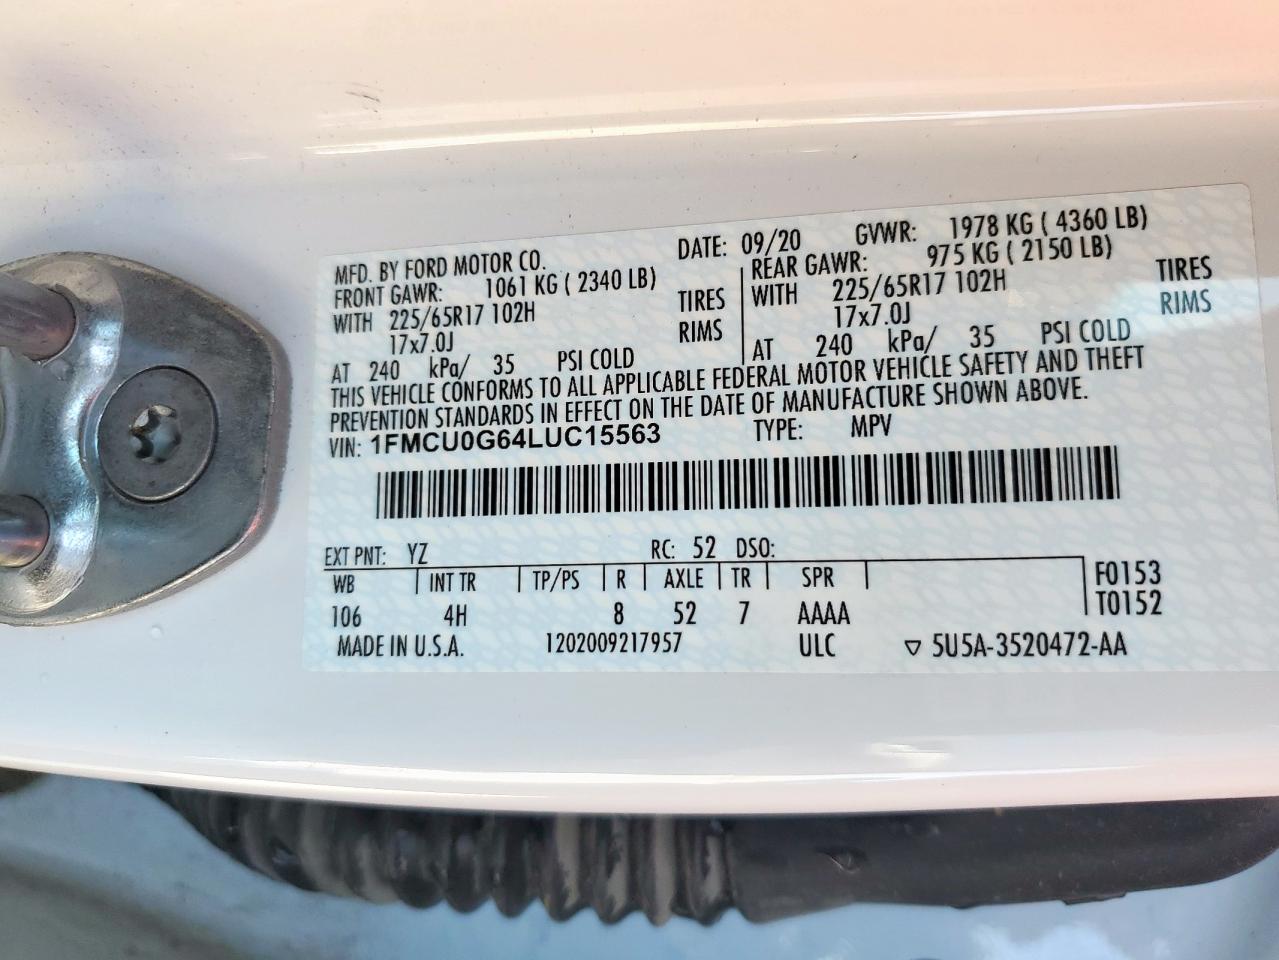 MFD. BY FORD MOTOR CO. DATE: 09/20 GVWR: 1978 KG ( 4360 LB)
FRONT GAWR: 1061 KG ( 2340 LB) REAR GAWR: 975 KG ( 2150 LB)
WITH 225/65R17 102H TIRES WITH 225/65R17 102H TIRES
17x7.0J RIMS 17x7.0J RIMS
AT 240 kPa/ 35 PSI COLD AT 240 kPa/ 35 PSI COLD
THIS VEHICLE CONFORMS TO ALL APPLICABLE FEDERAL MOTOR VEHICLE SAFETY AND THEFT
PREVENTION STANDARDS IN EFFECT ON THE DATE OF MANUFACTURE SHOWN ABOVE.
VIN: 1FMCU0G64LUC15563 TYPE: MPV
EXT PNT: YZ RC: 52 DSO:
WB INT TR TP/PS R AXLE TR SPR F0153
106 4H 8 52 7 AAAA T0152
MADE IN U.S.A. 1202009217957 ULC ▽ 5U5A-3520472-AA